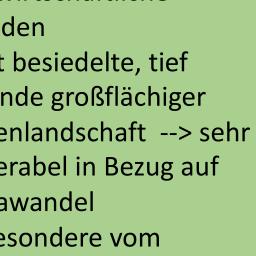 den
t besiedelte, tief
nde großflächiger
enlandschaft --> sehr
erabel in Bezug auf
awandel
esondere vom